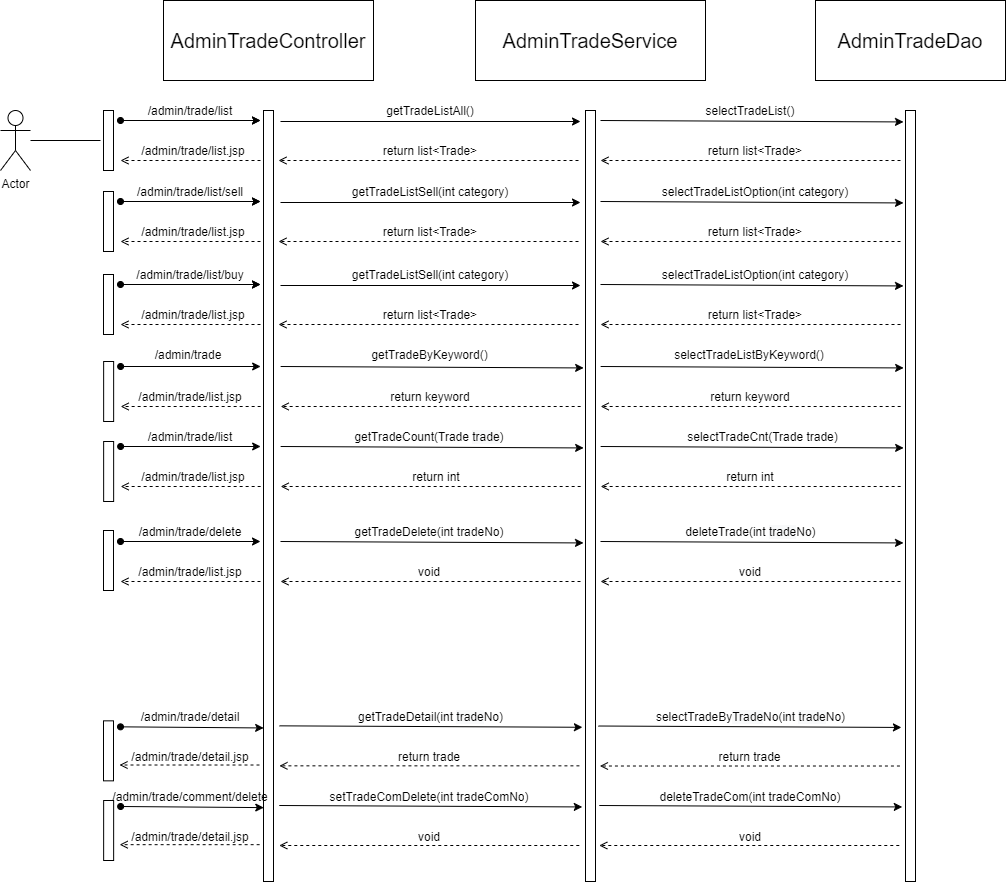 AdminTradeController
AdminTradeService
AdminTradeDao
Actor
/admin/trade/list
getTradeListAll()
selectTradeList()
/admin/trade/list.jsp
return list<Trade>
return list<Trade>
/admin/trade/list/sell
getTradeListSell(int category)
selectTradeListOption(int category)
/admin/trade/list.jsp
return list<Trade>
return list<Trade>
/admin/trade/list/buy
getTradeListSell(int category)
selectTradeListOption(int category)
/admin/trade/list.jsp
return list<Trade>
return list<Trade>
/admin/trade
getTradeByKeyword()
selectTradeListByKeyword()
/admin/trade/list.jsp
return keyword
return keyword
/admin/trade/list
getTradeCount(Trade trade)
selectTradeCnt(Trade trade)
/admin/trade/list.jsp
return int
return int
/admin/trade/delete
getTradeDelete(int tradeNo)
deleteTrade(int tradeNo)
/admin/trade/list.jsp
void
void
/admin/trade/detail
getTradeDetail(int tradeNo)
selectTradeByTradeNo(int tradeNo)
/admin/trade/detail.jsp
return trade
return trade
/admin/trade/comment/delete
setTradeComDelete(int tradeComNo)
deleteTradeCom(int tradeComNo)
/admin/trade/detail.jsp
void
void